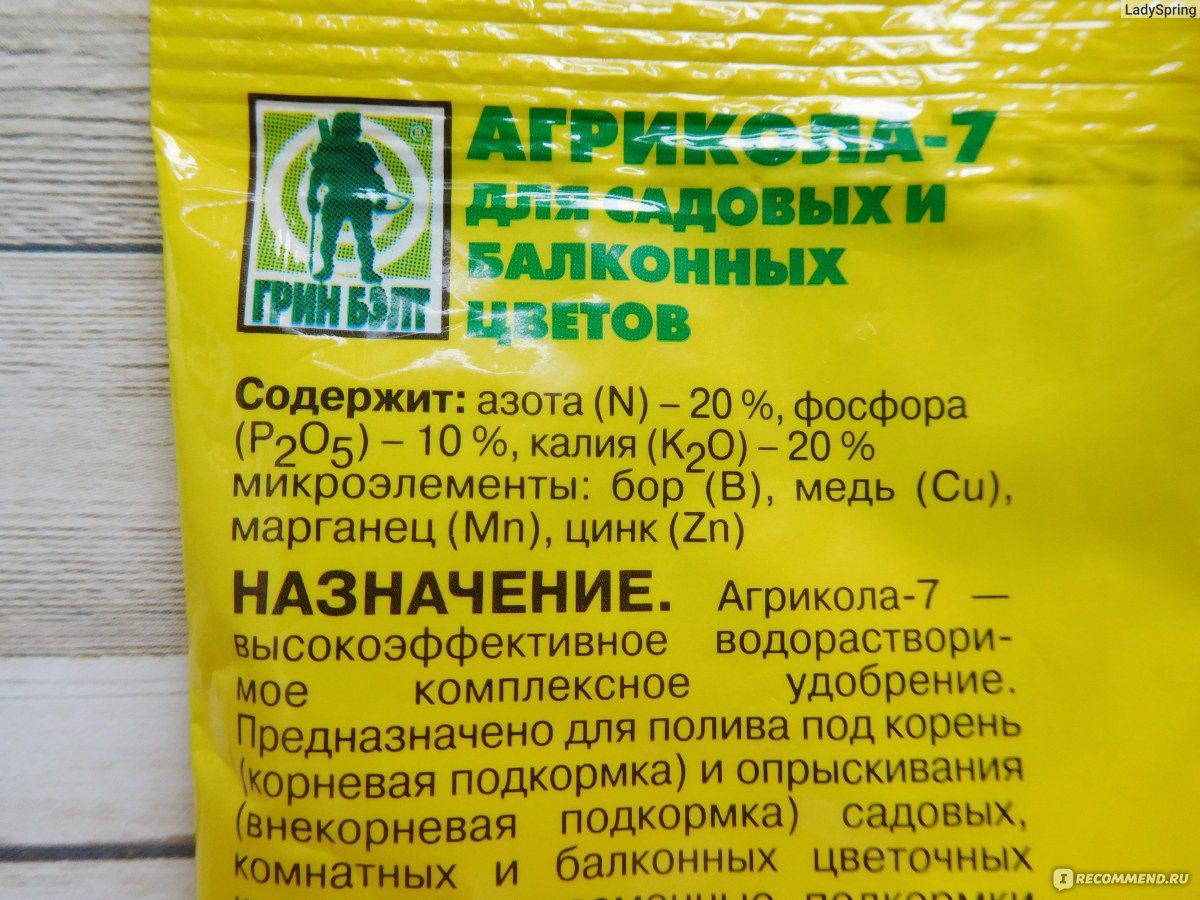 LadySpring
АГРИКОЛА-7
ДЛЯ САДОВЫХ И
БАЛКОННЫХ
ЦВЕТОВ
®
ГРИН БЭЛТ
Содержит: азота (N) – 20 %, фосфора
(P2O5) – 10 %, калия (K2O) – 20 %
микроэлементы: бор (B), медь (Cu),
марганец (Mn), цинк (Zn)
НАЗНАЧЕНИЕ. Агрикола-7 —
высокоэффективное водораствори-
мое комплексное удобрение.
Предназначено для полива под корень
(корневая подкормка) и опрыскивания
(внекорневая подкормка) садовых,
комнатных и балконных цветочных
подкормки
IRECOMMEND.RU